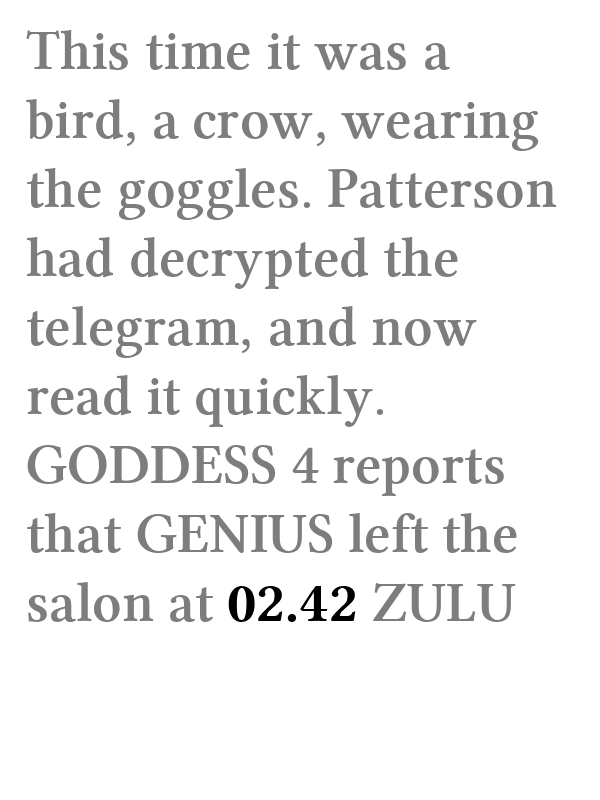 This time it was a
bird, a crow, wearing
the goggles. Patterson
had decrypted the
telegram, and now
read it quickly.
GODDESS 4 reports
that GENIUS left the
salon at 02.42 ZULU